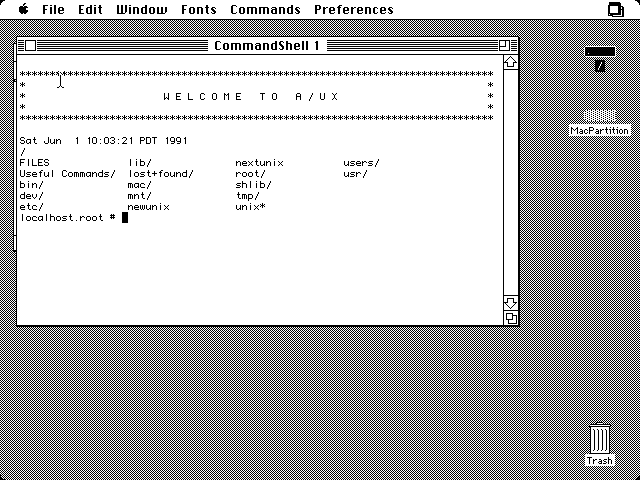 File Edit Window Fonts Commands Preferences
CommandShell 1
*******************************************************************************
* *
* W E L C O M E   T O   A / U X *
* *
*******************************************************************************
Sat Jun  1 10:03:21 PDT 1991
/
FILES lib/ nextunix users/
Useful Commands/ lost+found/ root/ usr/
bin/ mac/ shlib/
dev/ mnt/ tmp/
etc/ newunix unix*
localhost.root #
/
MacPartition
Trash